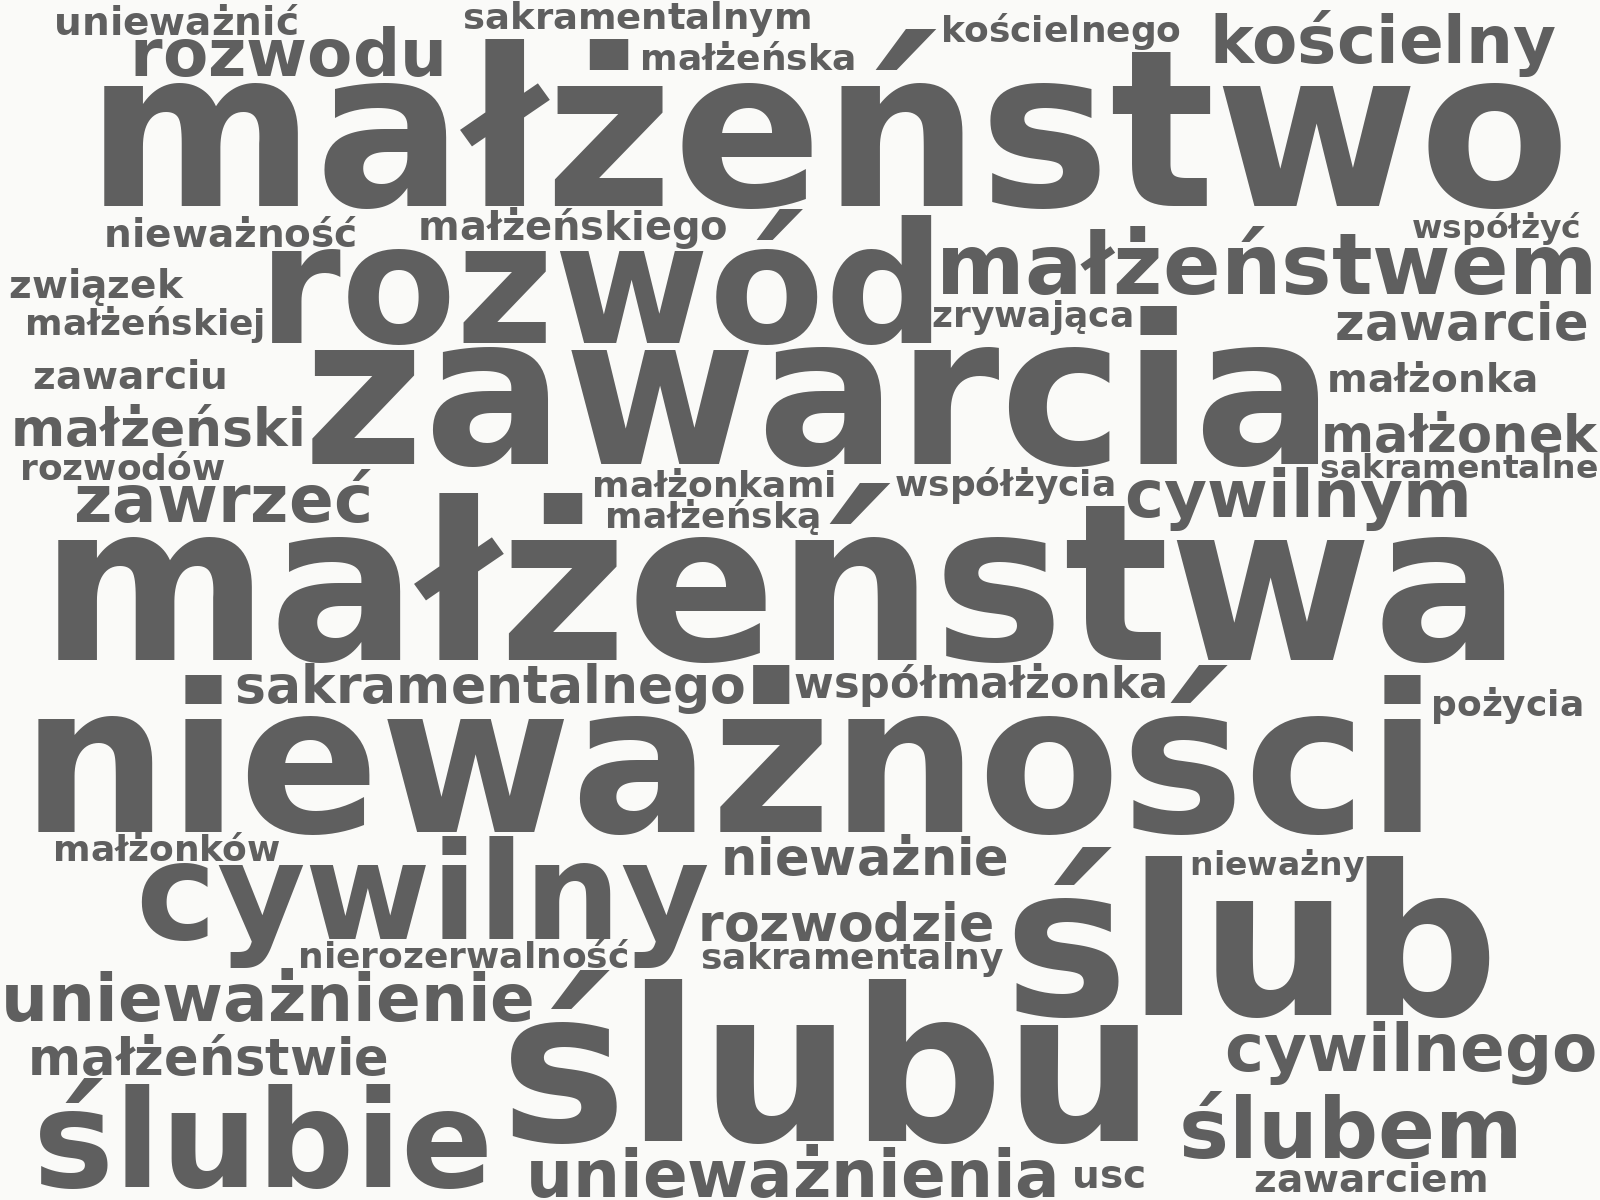 unieważnić
sakramentalnym
kościelnego
kościelny
rozwodu
małżeńska
małżeństwo
nieważność
małżeńskiego
współżyć
rozwód
małżeństwem
związek
małżeńskiej
zrywająca
zawarcie
zawarcia
zawarciu
małżonka
małżeński
małżonek
rozwodów
sakramentalne
zawrzeć
małżonkami
współżycia
cywilnym
małżeńską
małżeństwa
sakramentalnego
współmałżonka
pożycia
nieważności
małżonków
cywilny
nieważnie
nieważny
ślub
rozwodzie
nierozerwalność
sakramentalny
unieważnienie
ślubu
małżeństwie
cywilnego
ślubie
ślubem
unieważnienia
usc
zawarciem